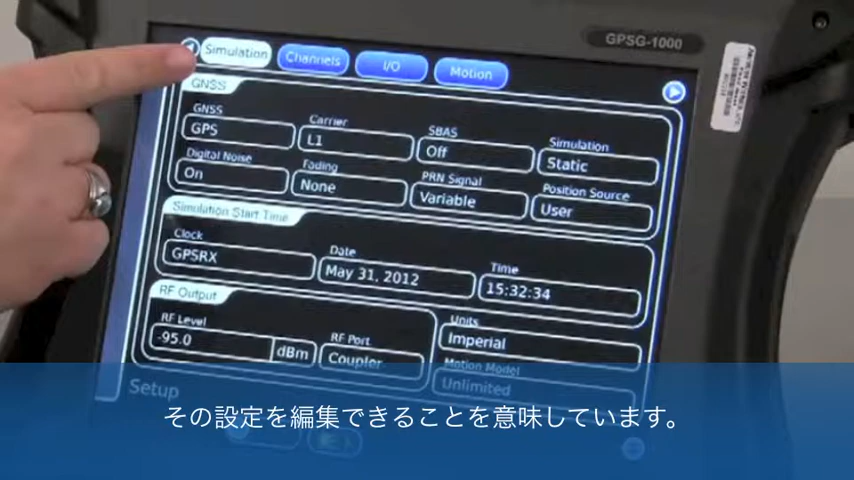 GPSG-1000
Simulation Channels I/O Motion
GNSS
GNSS Carrier SBAS Simulation
GPS L1 Off Static
Digital Noise Fading PRN Signal Position Source
On None Variable User
Simulation Start Time
Clock Date Time
GPSRX May 31, 2012 15:32:34
RF Output
RF Level RF Port Units
-95.0 dBm Coupler Imperial
Motion Model
Unlimited
Setup
その設定を編集できることを意味しています。